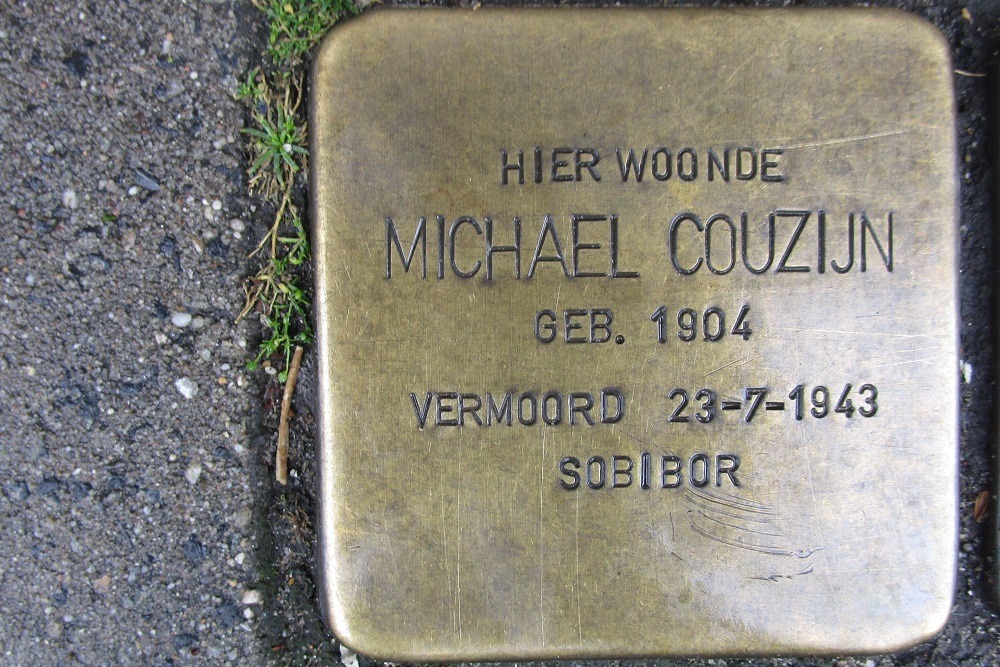 HIER WOONDE
MICHAEL COUZIJN
GEB. 1904
VERMOORD 23-7-1943
SOBIBOR